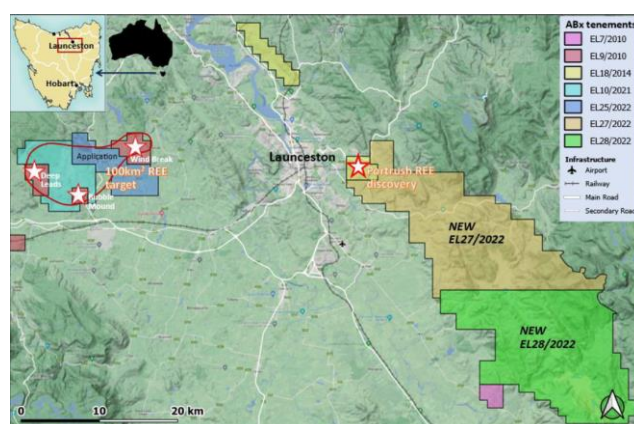 Launceston
Hobart
ABx tenements
EL7/2010
EL9/2010
EL18/2014
EL10/2021
EL25/2022
EL27/2022
EL28/2022
Infrastructure
Airport
Railway
Main Road
Secondary Road
Application
Wind Break
100km² REE
target
Deep
Leads
Mound
Launceston
Portrush REE
discovery
NEW
EL27/2022
NEW
EL28/2022
0 10 20 km